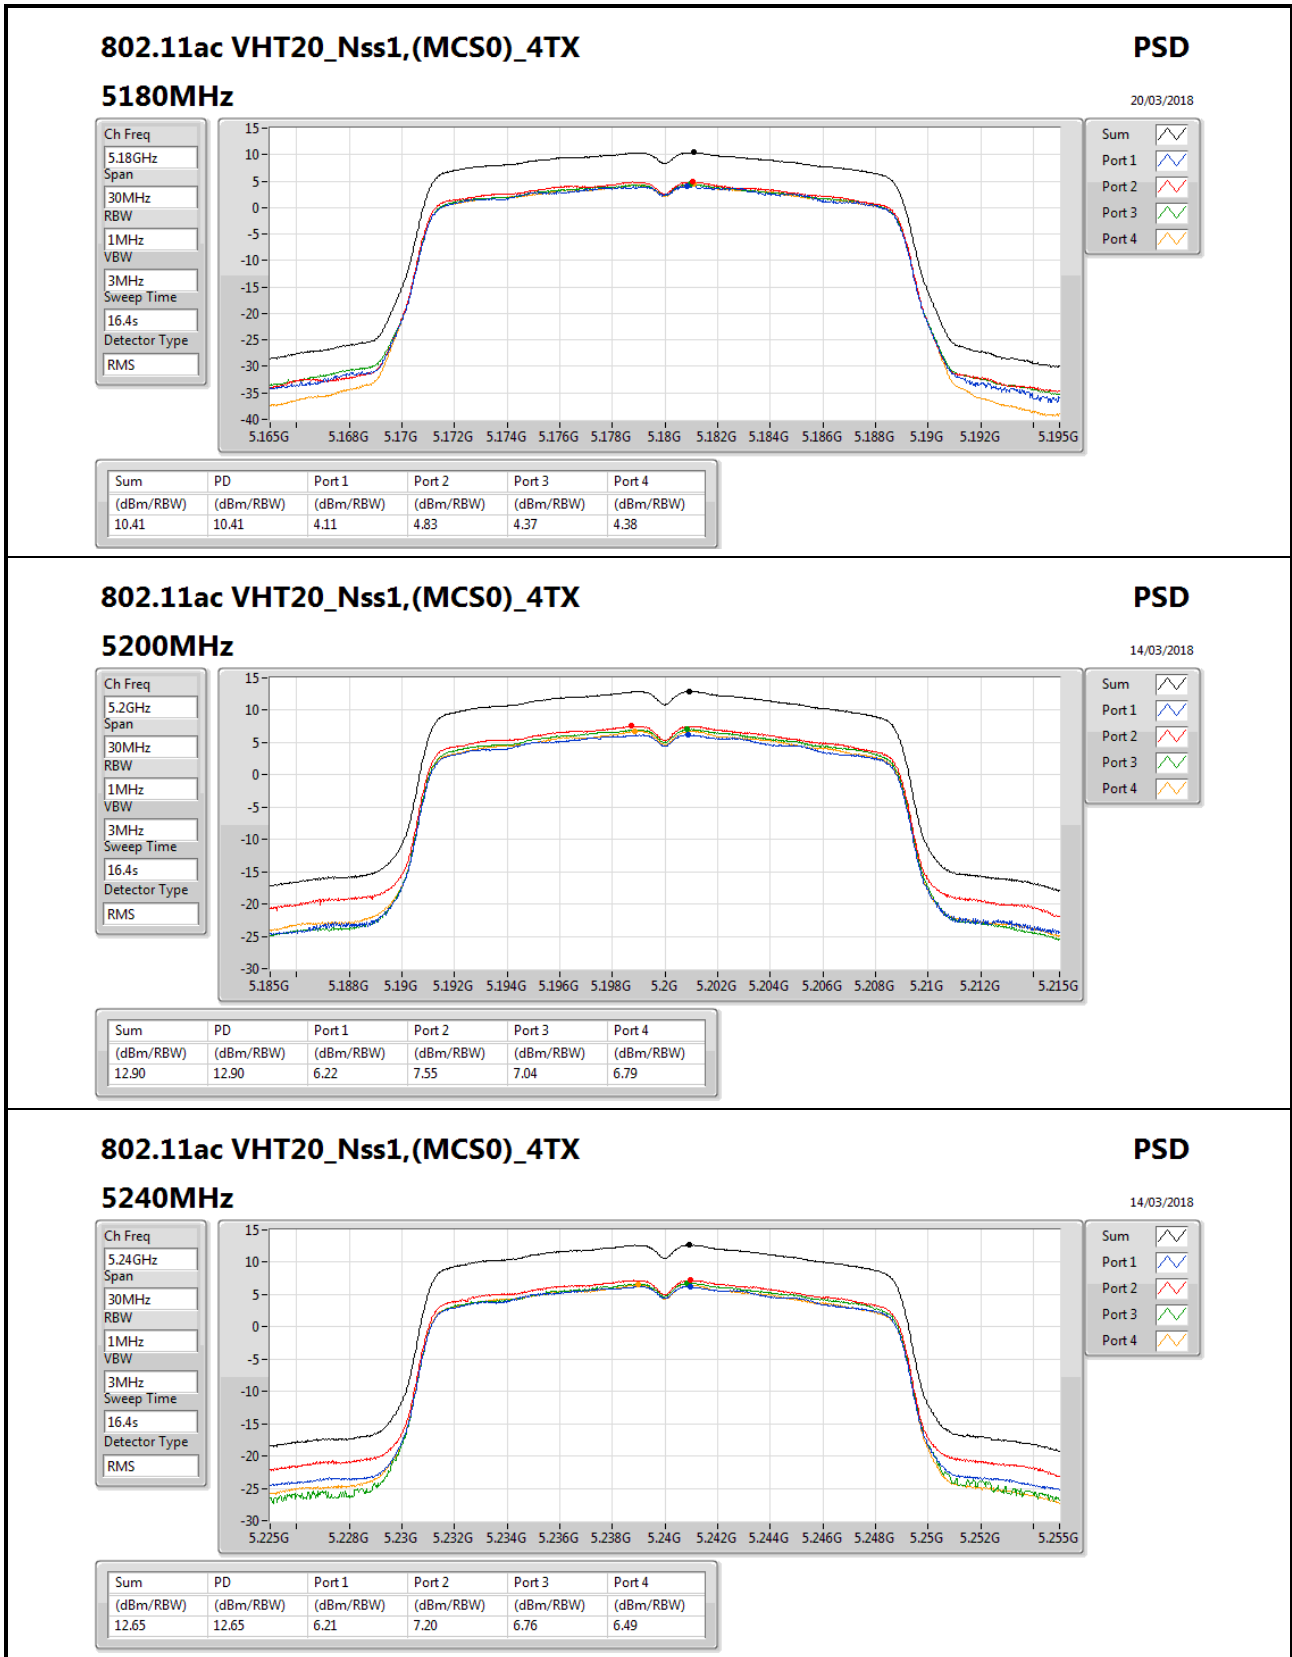 802.11ac VHT20_Nss1,(MCS0)_4TX PSD
5180MHz 20/03/2018
Ch Freq
5.18GHz
Span
30MHz
RBW
1MHz
VBW
3MHz
Sweep Time
16.4s
Detector Type
RMS
15
10
5
0
-5
-10
-15
-20
-25
-30
-35
-40
5.165G 5.168G 5.17G 5.172G 5.174G 5.176G 5.178G 5.18G 5.182G 5.184G 5.186G 5.188G 5.19G 5.192G 5.195G
Sum
Port 1
Port 2
Port 3
Port 4
Sum PD Port 1 Port 2 Port 3 Port 4
(dBm/RBW) (dBm/RBW) (dBm/RBW) (dBm/RBW) (dBm/RBW) (dBm/RBW)
10.41 10.41 4.11 4.83 4.37 4.38
802.11ac VHT20_Nss1,(MCS0)_4TX PSD
5200MHz 14/03/2018
Ch Freq
5.2GHz
Span
30MHz
RBW
1MHz
VBW
3MHz
Sweep Time
16.4s
Detector Type
RMS
15
10
5
0
-5
-10
-15
-20
-25
-30
5.185G 5.188G 5.19G 5.192G 5.194G 5.196G 5.198G 5.2G 5.202G 5.204G 5.206G 5.208G 5.21G 5.212G 5.215G
Sum
Port 1
Port 2
Port 3
Port 4
Sum PD Port 1 Port 2 Port 3 Port 4
(dBm/RBW) (dBm/RBW) (dBm/RBW) (dBm/RBW) (dBm/RBW) (dBm/RBW)
12.90 12.90 6.22 7.55 7.04 6.79
802.11ac VHT20_Nss1,(MCS0)_4TX PSD
5240MHz 14/03/2018
Ch Freq
5.24GHz
Span
30MHz
RBW
1MHz
VBW
3MHz
Sweep Time
16.4s
Detector Type
RMS
15
10
5
0
-5
-10
-15
-20
-25
-30
5.225G 5.228G 5.23G 5.232G 5.234G 5.236G 5.238G 5.24G 5.242G 5.244G 5.246G 5.248G 5.25G 5.252G 5.255G
Sum
Port 1
Port 2
Port 3
Port 4
Sum PD Port 1 Port 2 Port 3 Port 4
(dBm/RBW) (dBm/RBW) (dBm/RBW) (dBm/RBW) (dBm/RBW) (dBm/RBW)
12.65 12.65 6.21 7.20 6.76 6.49